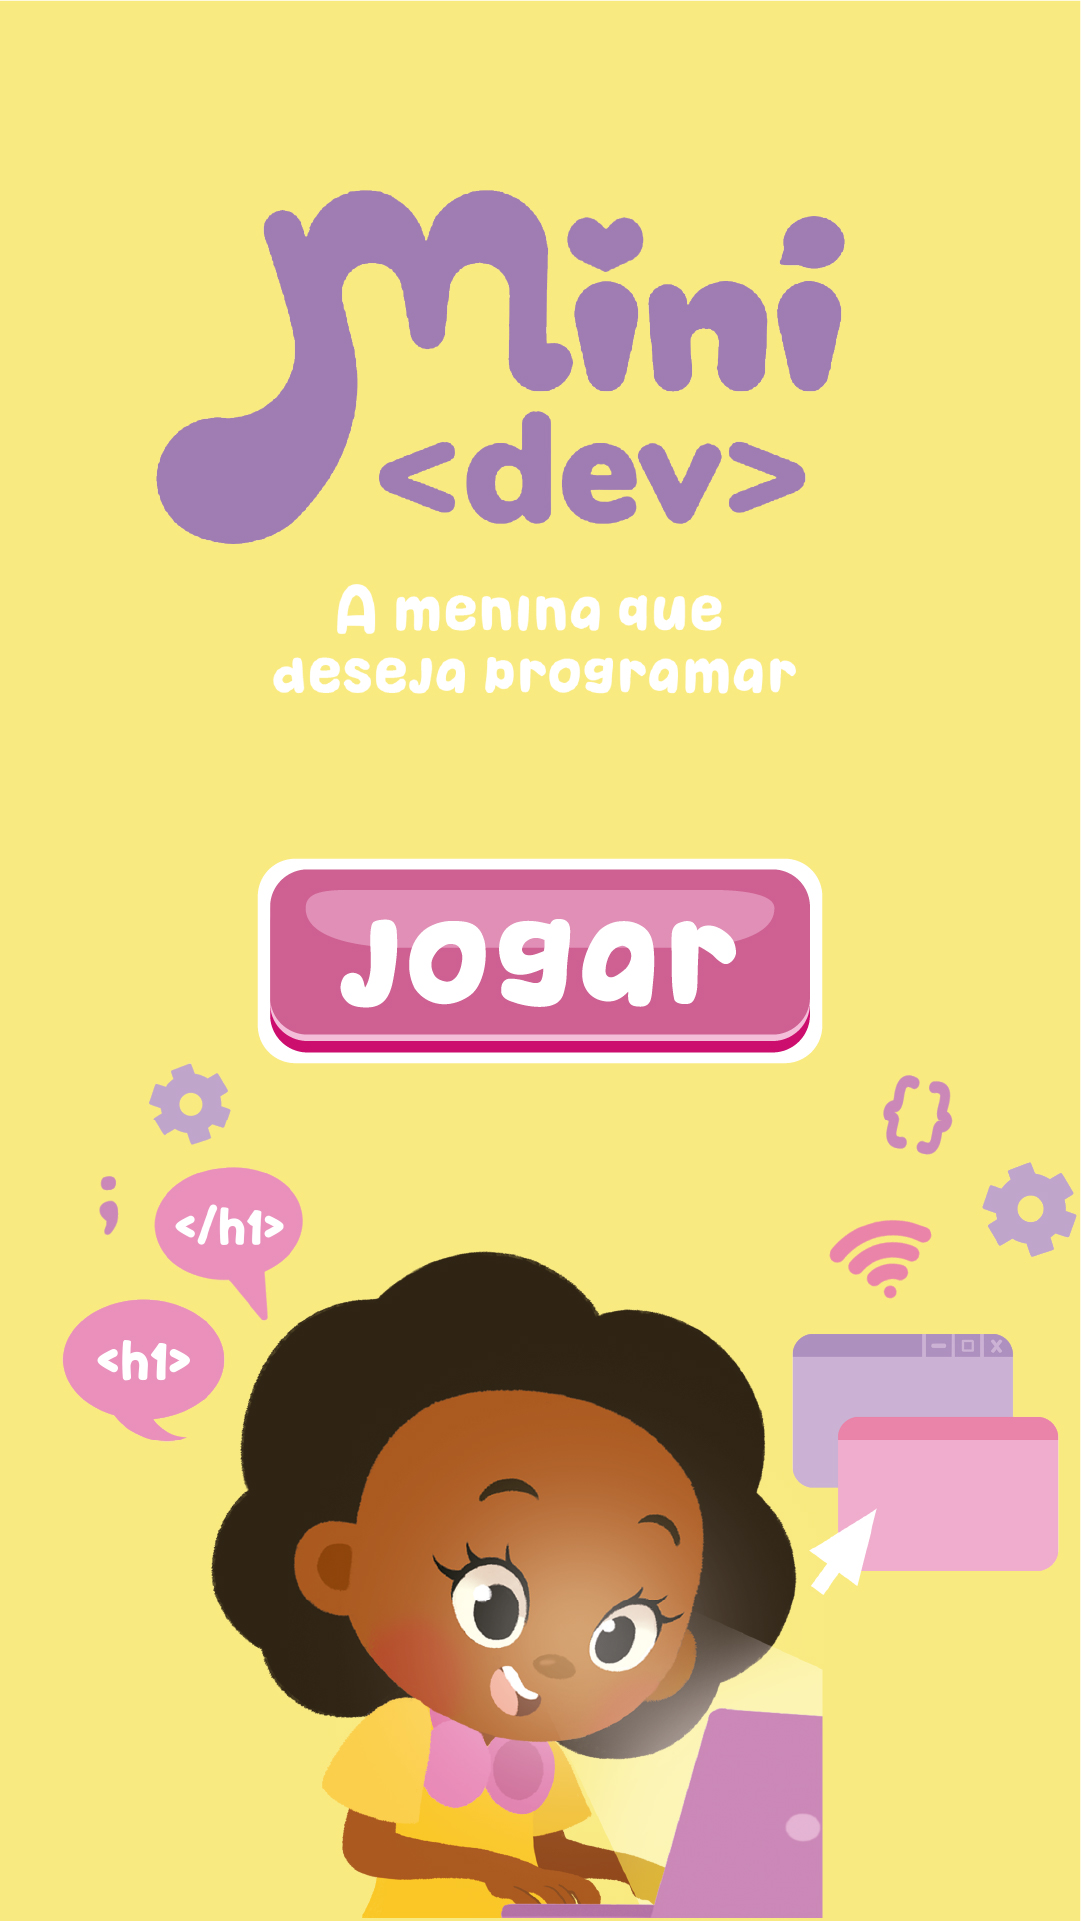 Mini
<dev>
A menina que
deseja programar
jogar
{}
;
</h1>
<h1>